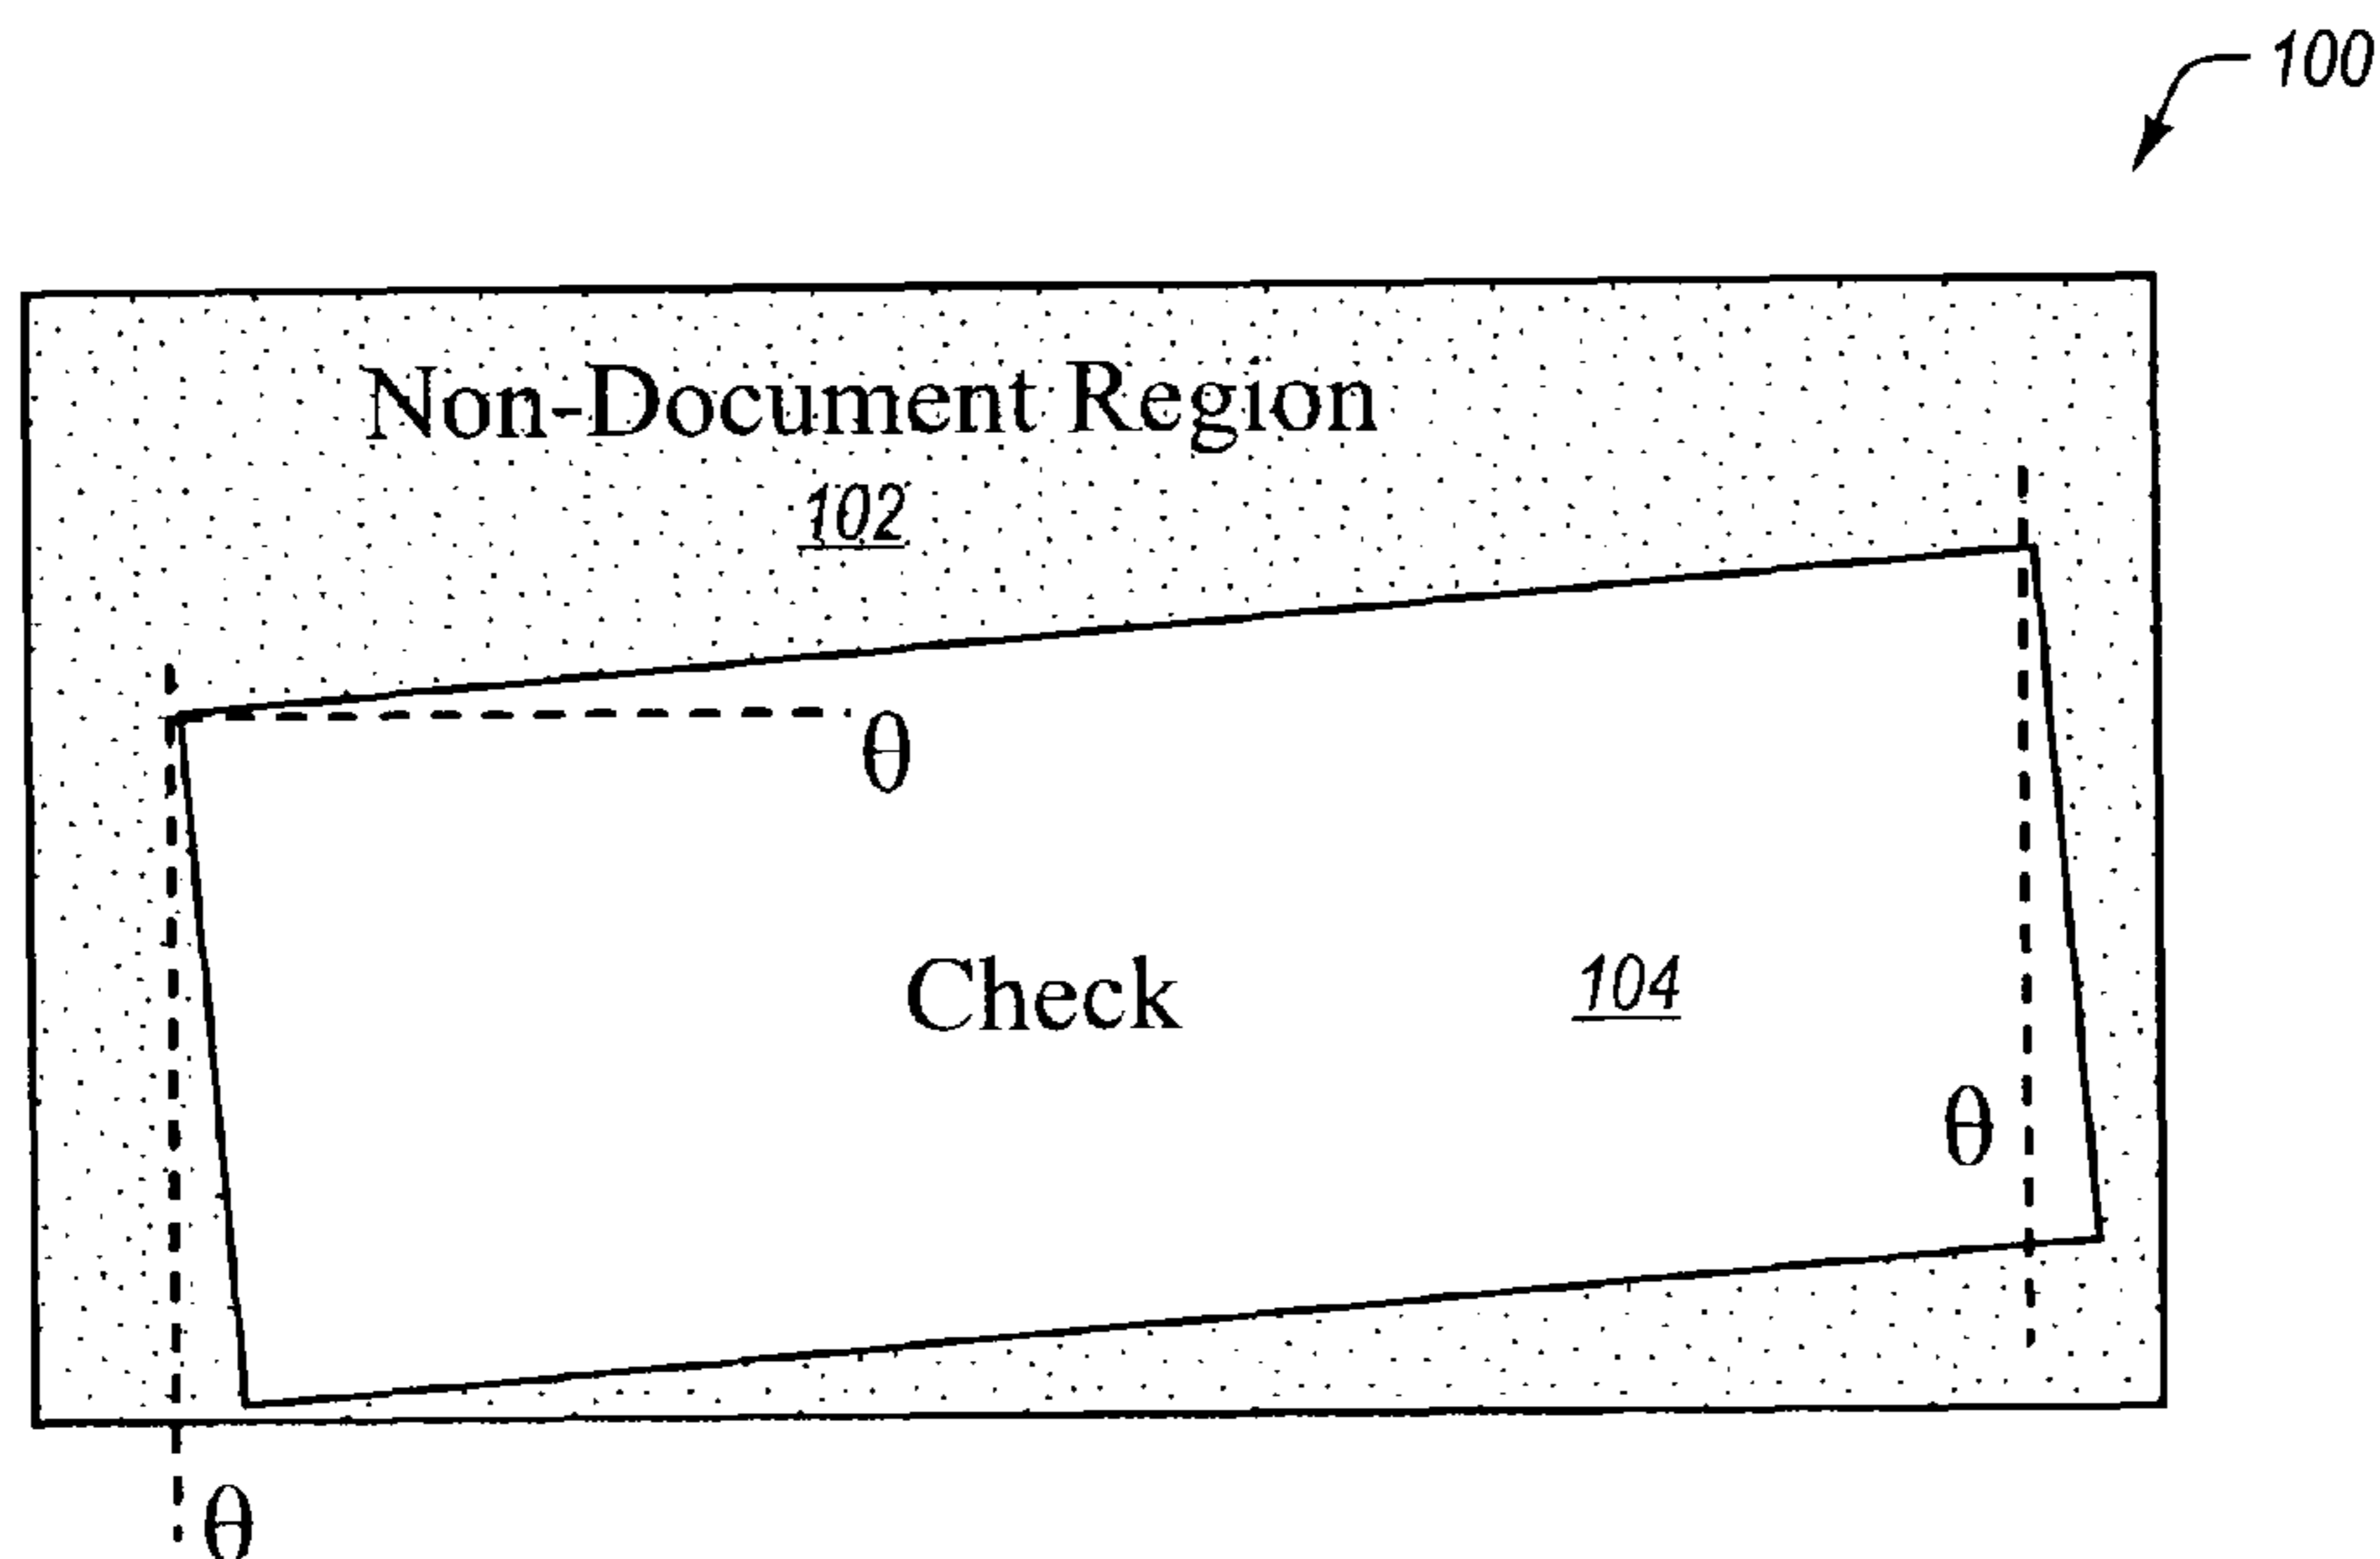 100
Non-Document Region
102
θ
Check
104
θ
θ